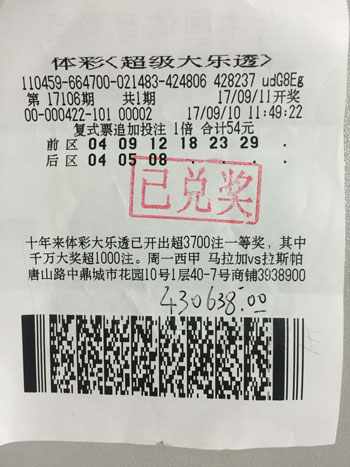 体彩<超级大乐透>
110459-664700-021483-424806 428237 udG8Eg
第 17106期 共1期 17/09/11开奖
00-000422-101 00002 17/09/10 11:49:22
复式票追加投注 1倍 合计54元
前区 04 09 12 18 23 29 .
后区 04 05 08 . . . .
已兑奖
十年来体彩大乐透已开出超3700注一等奖，其中
千万大奖超1000注。周一西甲 马拉加vs拉斯帕
唐山路中鼎城市花园10号1层40-7号商铺3938900
430638.00